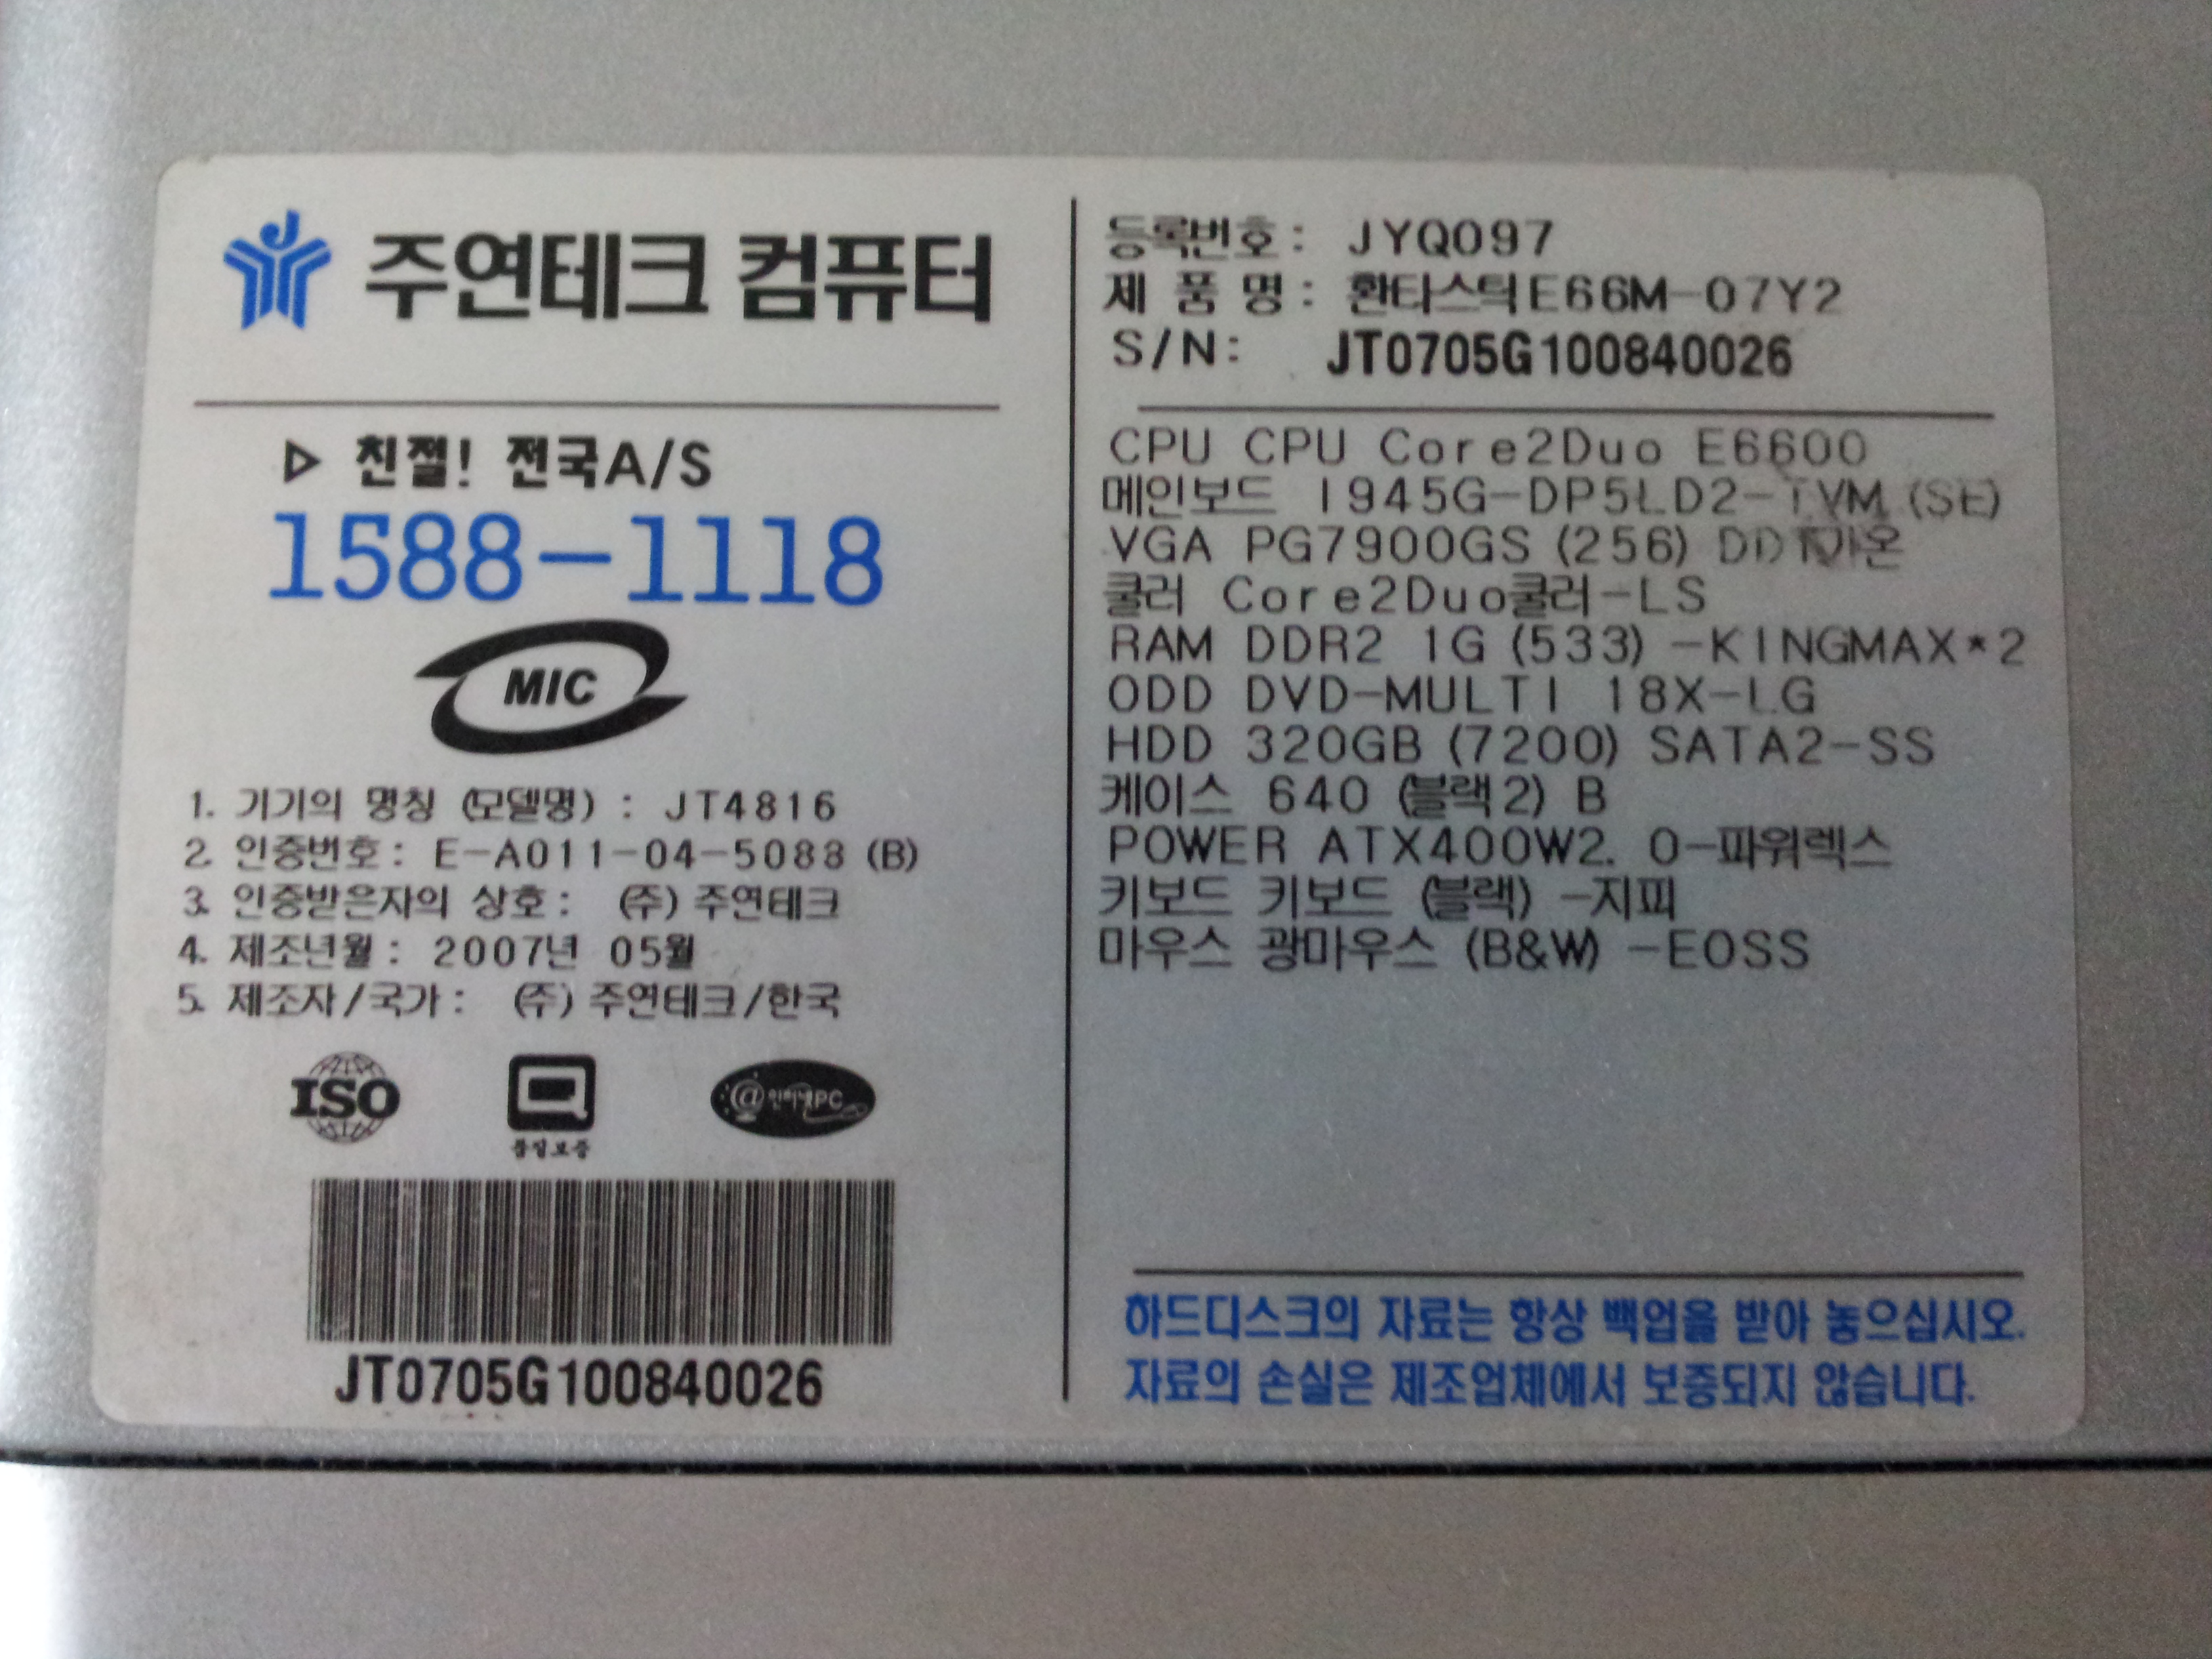 주연테크 컴퓨터
▷ 친절! 전국A/S
1588-1118
MIC
1. 기기의 명칭 (모델명) : JT4816
2. 인증번호: E-A011-04-5088 (B)
3. 인증받은자의 상호: (주) 주연테크
4. 제조년월: 2007년 05월
5. 제조자/국가: (주) 주연테크/한국
ISO
품질보증
@인터넷PC
JT0705G100840026
등록번호: JYQ097
제 품 명: 환타스틱E66M-07Y2
S/N: JT0705G100840026
CPU CPU Core2Duo E6600
메인보드 I945G-DP5LD2-TVM (SE)
VGA PG7900GS (256)
쿨러 Core2Duo쿨러-LS
RAM DDR2 1G (533) -KINGMAX*2
ODD DVD-MULTI 18X-LG
HDD 320GB (7200) SATA2-SS
케이스 640 (블랙2) B
POWER ATX400W2. 0-파워렉스
키보드 키보드 (블랙) -지피
마우스 광마우스 (B&W) -EOSS
하드디스크의 자료는 항상 백업을 받아 놓으십시오.
자료의 손실은 제조업체에서 보증되지 않습니다.